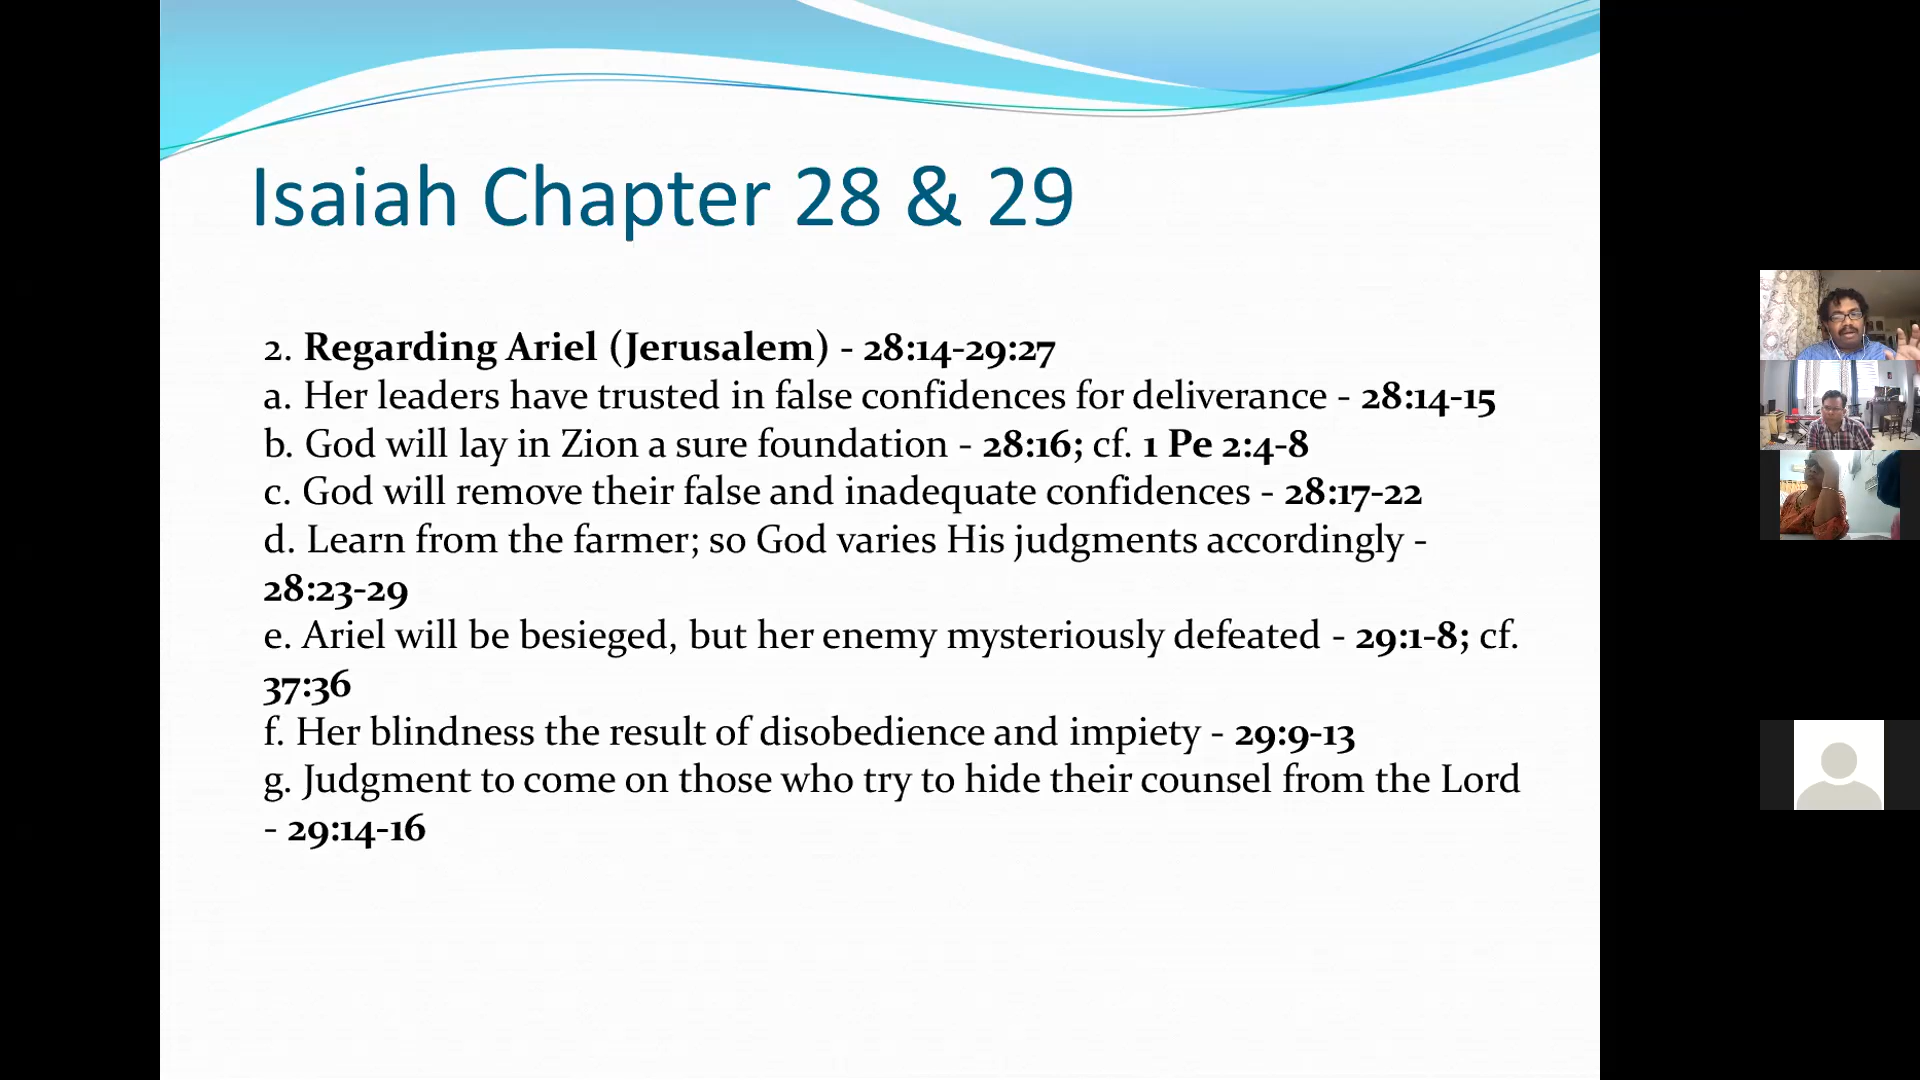 Isaiah Chapter 28 & 29
2. Regarding Ariel (Jerusalem) - 28:14-29:27
a. Her leaders have trusted in false confidences for deliverance - 28:14-15
b. God will lay in Zion a sure foundation - 28:16; cf. 1 Pe 2:4-8
c. God will remove their false and inadequate confidences - 28:17-22
d. Learn from the farmer; so God varies His judgments accordingly -
28:23-29
e. Ariel will be besieged, but her enemy mysteriously defeated - 29:1-8; cf.
37:36
f. Her blindness the result of disobedience and impiety - 29:9-13
g. Judgment to come on those who try to hide their counsel from the Lord
- 29:14-16